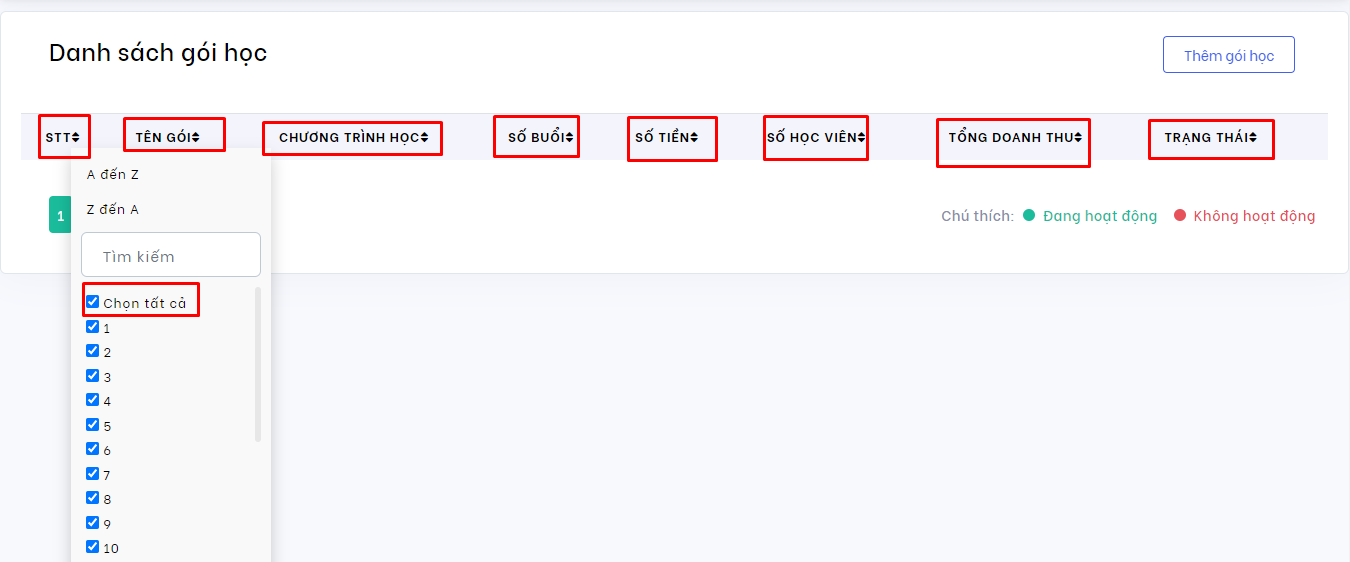 Danh sách gói học
Thêm gói học
STT TÊN GÓI CHƯƠNG TRÌNH HỌC SỐ BUỔI SỐ TIỀN SỐ HỌC VIÊN TỔNG DOANH THU TRẠNG THÁI
A đến Z
Z đến A
1
Chú thích: Đang hoạt động Không hoạt động
Tìm kiếm
Chọn tất cả
1
2
3
4
5
6
7
8
9
10